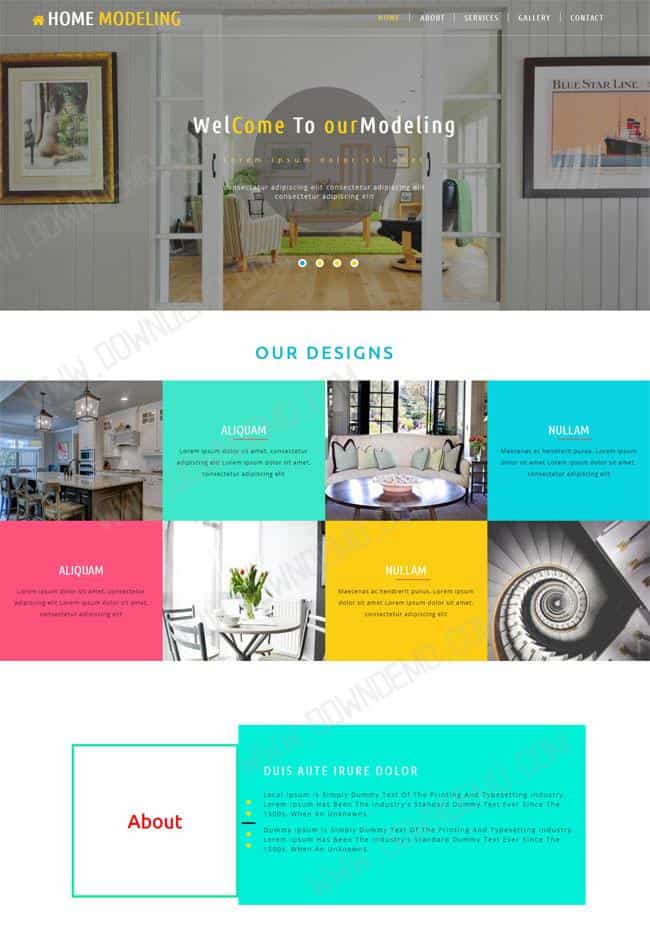 HOME MODELING
HOME
ABOUT
SERVICES
GALLERY
CONTACT
BLUE STAR LINE
WelCome To ourModeling
Lorem ipsum dolor sit amet
consectetur adipiscing elit consectetur adipiscing elit
consectetur adipiscing elit
OUR DESIGNS
ALIQUAM
Lorem ipsum dolor sit amet, consectetur
adipiscing elit Lorem ipsum dolor sit amet,
consectetur adipiscing elit
NULLAM
Maecenas ac hendrerit purus. Lorem ipsum
dolor sit amet.Lorem ipsum dolor sit amet,
consectetur adipiscing elit
ALIQUAM
Lorem ipsum dolor sit amet, consectetur
adipiscing elit Lorem ipsum dolor sit amet,
consectetur adipiscing elit
NULLAM
Maecenas ac hendrerit purus. Lorem ipsum
dolor sit amet.Lorem ipsum dolor sit amet,
consectetur adipiscing elit
About
DUIS AUTE IRURE DOLOR
Local Ipsum Is Simply Dummy Text Of The Printing And Typesetting Industry.
Lorem Ipsum Has Been The Industry's Standard Dummy Text Ever Since The
1500s, When An Unknowns.
Dummy Ipsum Is Simply Dummy Text Of The Printing And Typesetting Industry.
Lorem Ipsum Has Been The Industry's Standard Dummy Text Ever Since The
1500s, When An Unknowns.
WWW.DOWNDEMO.COM